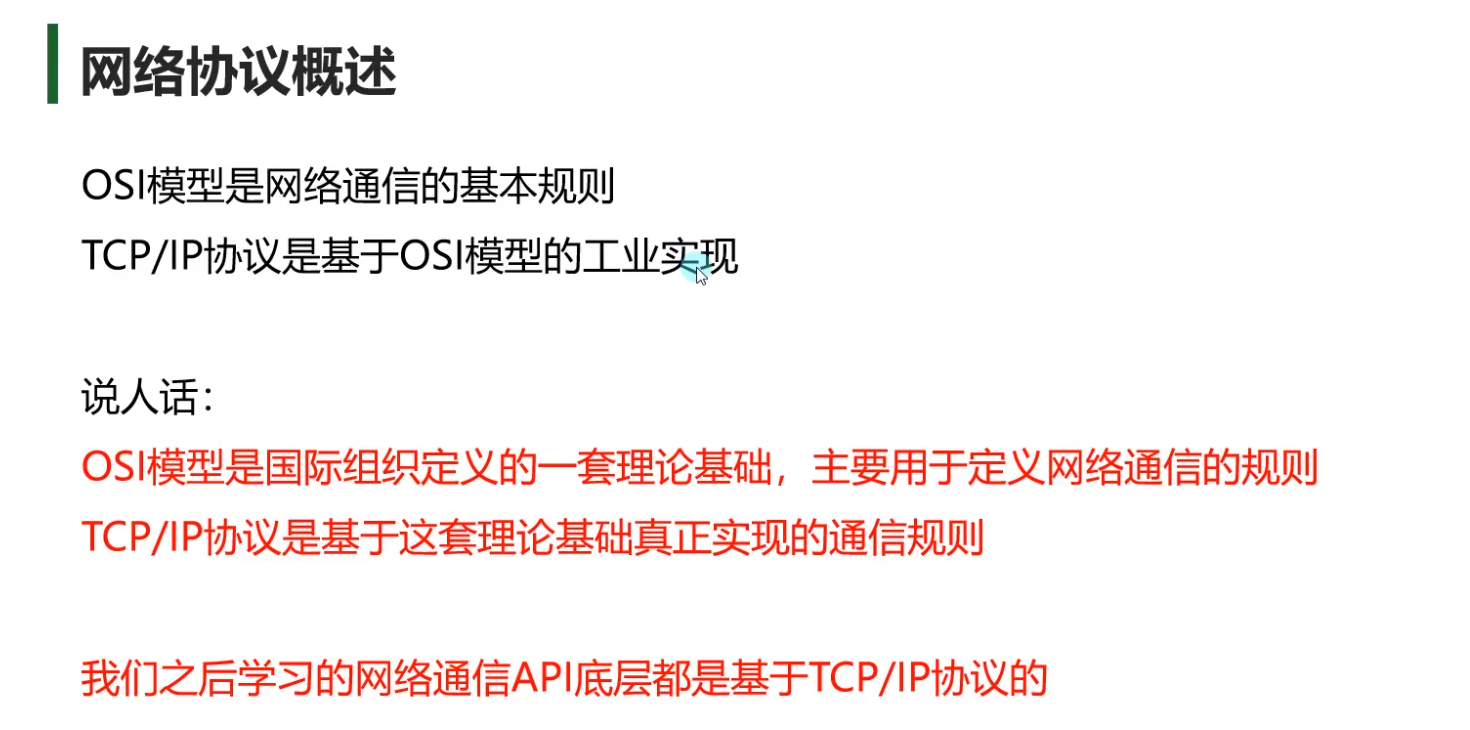 网络协议概述
OSI模型是网络通信的基本规则
TCP/IP协议是基于OSI模型的工业实现
说人话：
OSI模型是国际组织定义的一套理论基础，主要用于定义网络通信的规则
TCP/IP协议是基于这套理论基础真正实现的通信规则
我们之后学习的网络通信API底层都是基于TCP/IP协议的